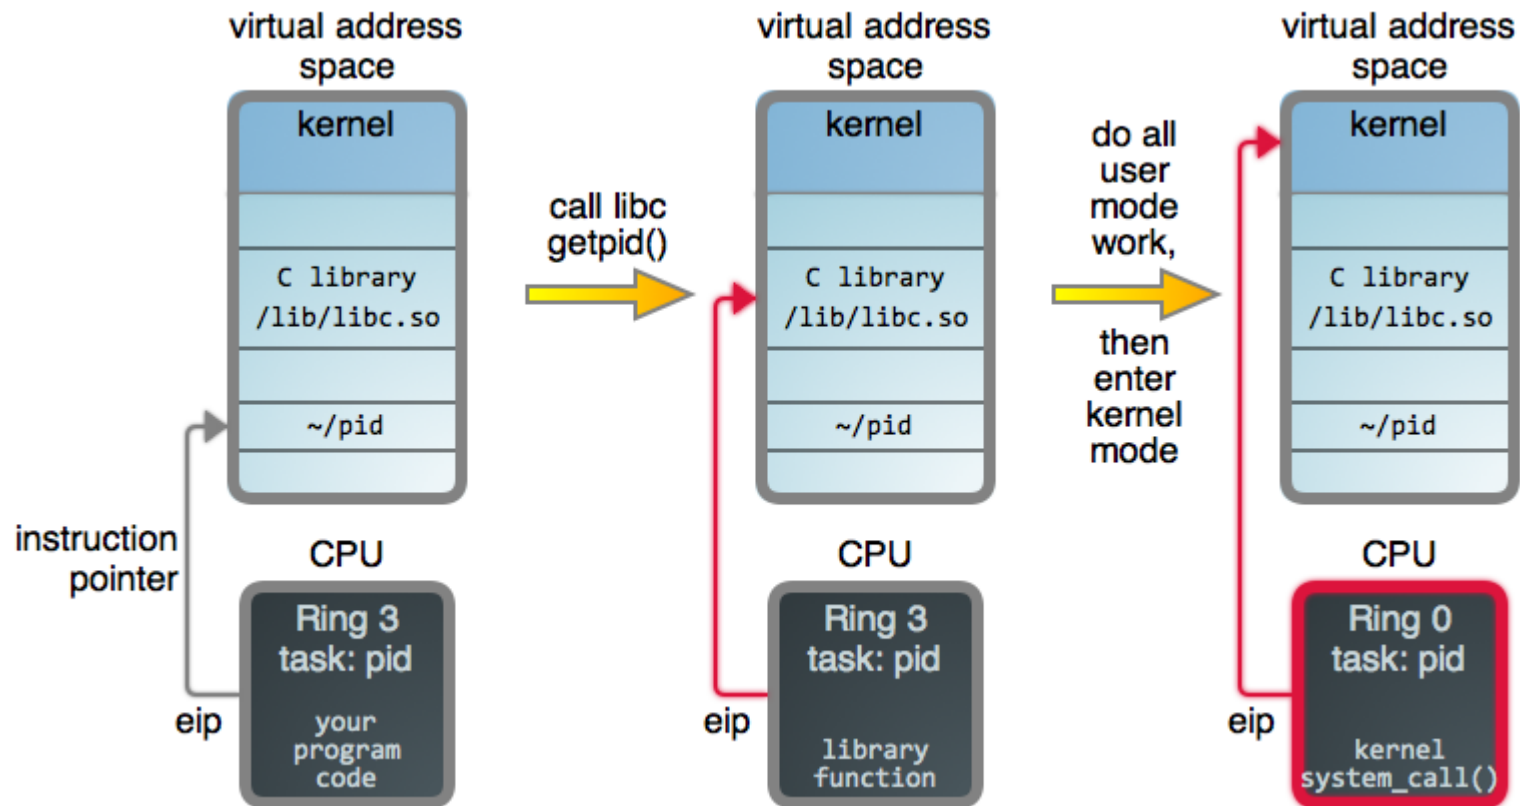 virtual address
space
kernel
C library
/lib/libc.so
~/pid
instruction
pointer
CPU
Ring 3
task: pid
your
program
code
eip
call libc
getpid()
virtual address
space
kernel
C library
/lib/libc.so
~/pid
CPU
Ring 3
task: pid
library
function
eip
do all
user
mode
work,
then
enter
kernel
mode
virtual address
space
kernel
C library
/lib/libc.so
~/pid
CPU
Ring 0
task: pid
kernel
system_call()
eip